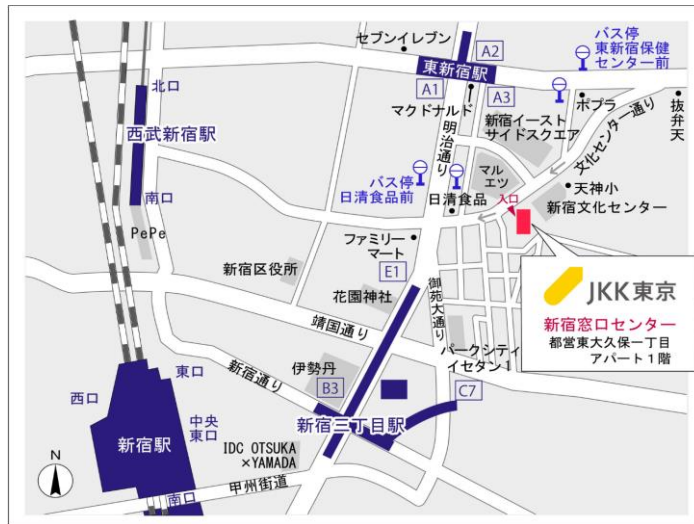 セブンイレブン
A2
バス停
東新宿保健
センター前
東新宿駅
A1
A3
北口
マクドナルド
ポプラ
抜弁天
新宿イースト
サイドスクエア
文化センター通り
西武新宿駅
明治通り
バス停
日清食品前
マル
エツ
天神小
南口
日清食品
入口
新宿文化センター
PePe
ファミリー
マート
新宿区役所
E1
御苑大通り
花園神社
JKK東京
新宿窓口センター
都営東大久保一丁目
アパート1階
靖国通り
新宿通り
伊勢丹
パークシティ
イセタン1
B3
C7
東口
西口
中央
東口
新宿三丁目駅
新宿駅
IDC OTSUKA
×YAMADA
N
甲州街道
南口